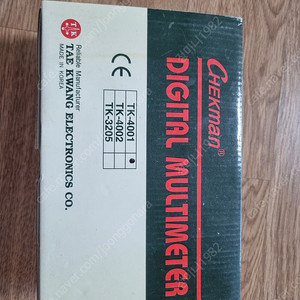 CHEKMAN®
DIGITAL MULTIMETER
TK-4001
TK-4002
TK-3205
CE
TK
Reliable Manufacturer
TAE KWANG ELECTRONICS CO.
MADE IN KOREA